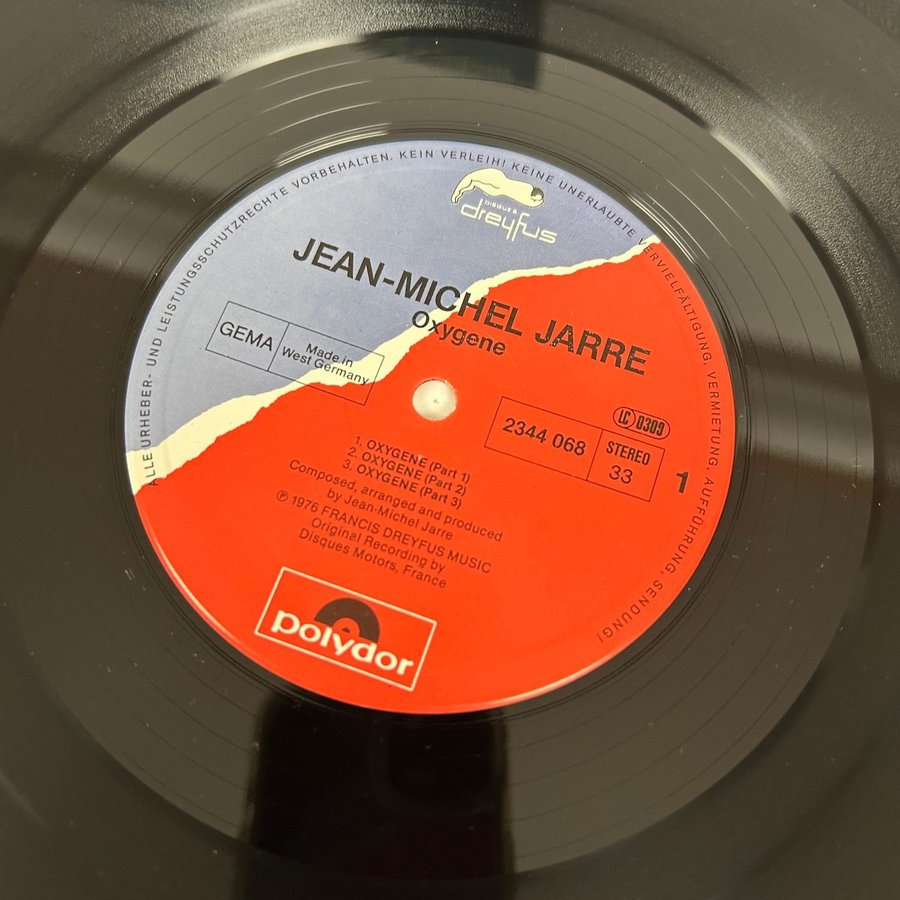 ALLE URHEBER- UND LEISTUNGSSCHUTZRECHTE VORBEHALTEN. KEIN VERLEIH! KEINE UNERLAUBTE VERVIELFÄLTIGUNG, VERMIETUNG, AUFFÜHRUNG, SENDUNG!
DISQUES
dreyfus
JEAN-MICHEL JARRE
Oxygene
GEMA
Made in
West Germany
2344 068
STEREO
33
LC 0309
1
1. OXYGENE (Part 1)
2. OXYGENE (Part 2)
3. OXYGENE (Part 3)
Composed, arranged and produced
by Jean-Michel Jarre
℗ 1976 FRANCIS DREYFUS MUSIC
Original Recording by
Disques Motors, France
polydor